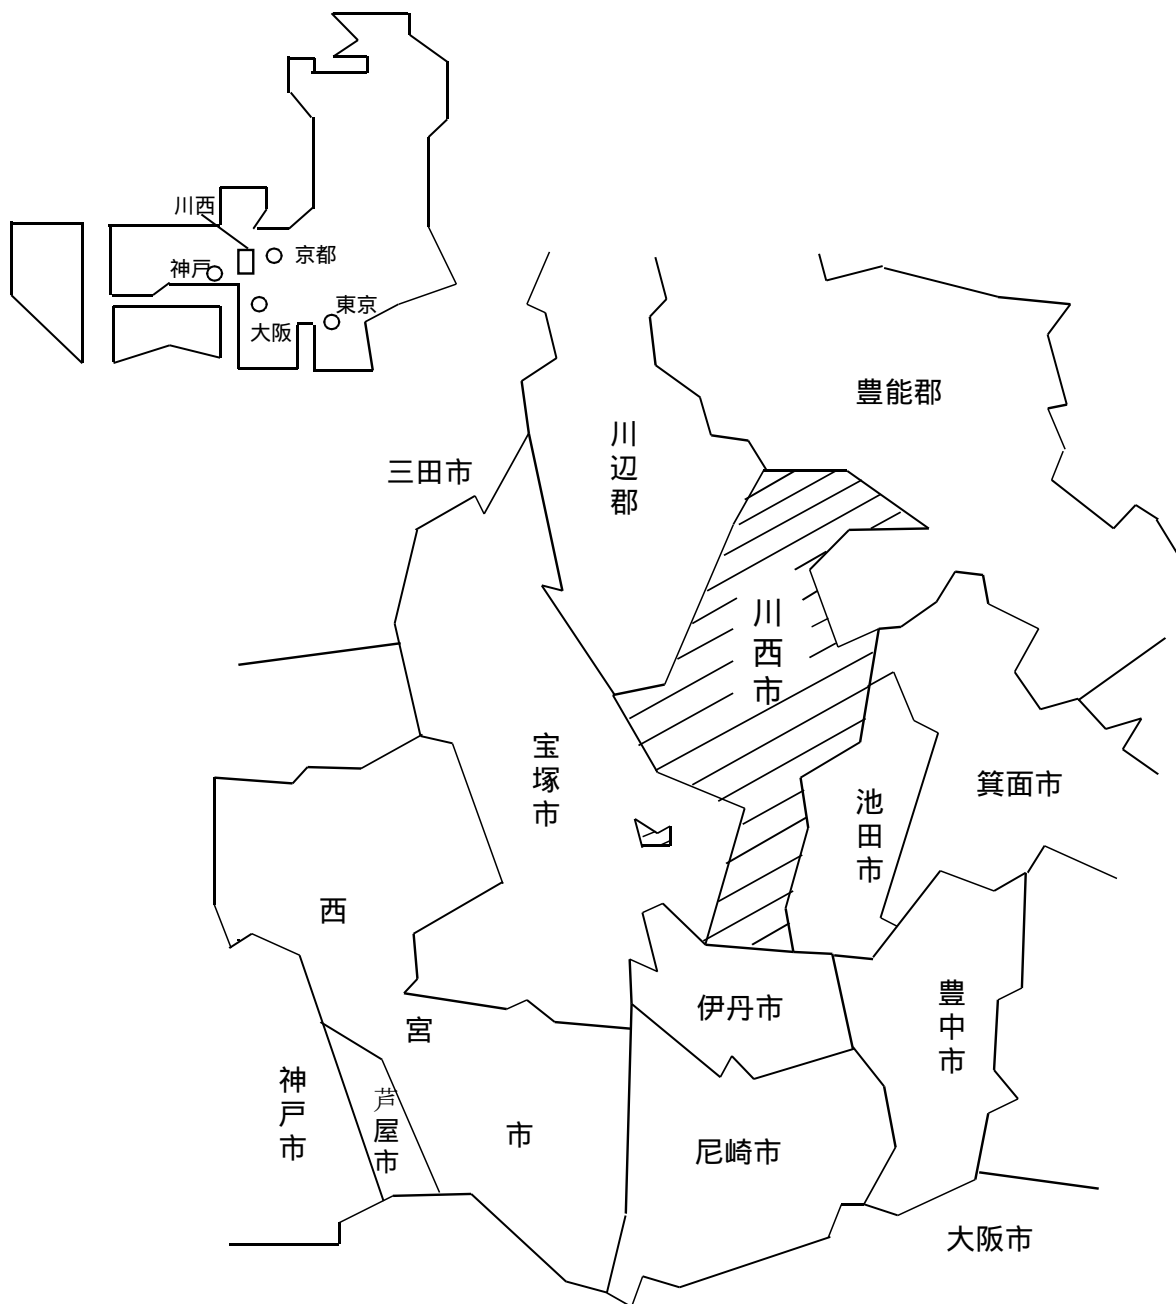 川西
京都
神戸
東京
大阪
豊能郡
川辺郡
三田市
川西市
宝塚市
池田市
箕面市
西宮市
伊丹市
豊中市
神戸市
芦屋市
尼崎市
大阪市